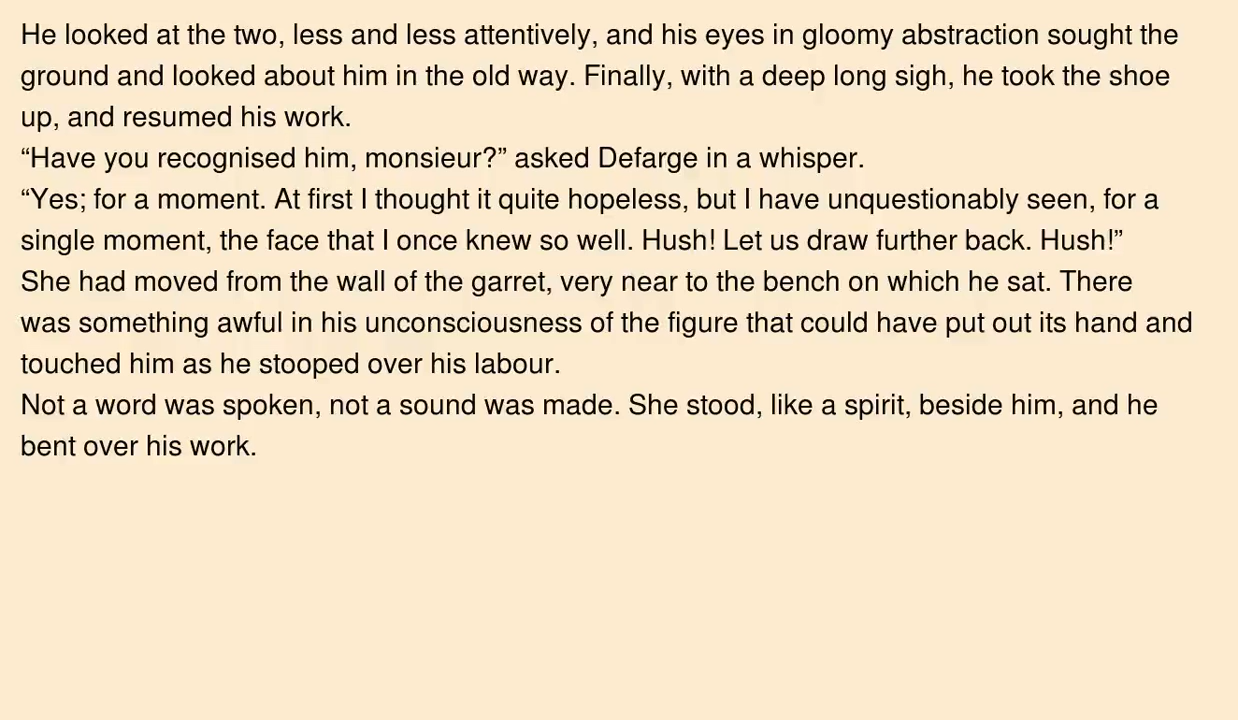 He looked at the two, less and less attentively, and his eyes in gloomy abstraction sought the
ground and looked about him in the old way. Finally, with a deep long sigh, he took the shoe
up, and resumed his work.
“Have you recognised him, monsieur?” asked Defarge in a whisper.
“Yes; for a moment. At first I thought it quite hopeless, but I have unquestionably seen, for a
single moment, the face that I once knew so well. Hush! Let us draw further back. Hush!”
She had moved from the wall of the garret, very near to the bench on which he sat. There
was something awful in his unconsciousness of the figure that could have put out its hand and
touched him as he stooped over his labour.
Not a word was spoken, not a sound was made. She stood, like a spirit, beside him, and he
bent over his work.